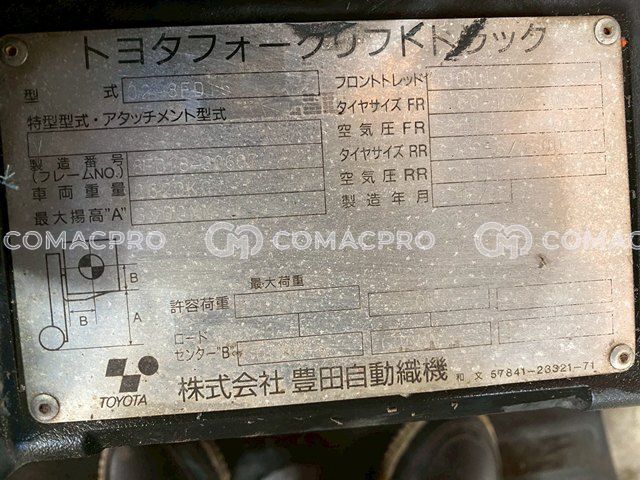 トヨタフォークリフトトラック
型 式
フロントトレッド
特型型式・アタッチメント型式
タイヤサイズ FR
空気圧 FR
製造番号
(フレームNO.)
タイヤサイズ RR
車両重量
空気圧 RR
最大揚高"A"
製造年月
COMACPRO COMACPRO COMACPRO
B
B
A
最大荷重
許容荷重
ロード
センター"B"
TOYOTA
株式会社 豊田自動織機
和 文 57841-23321-71